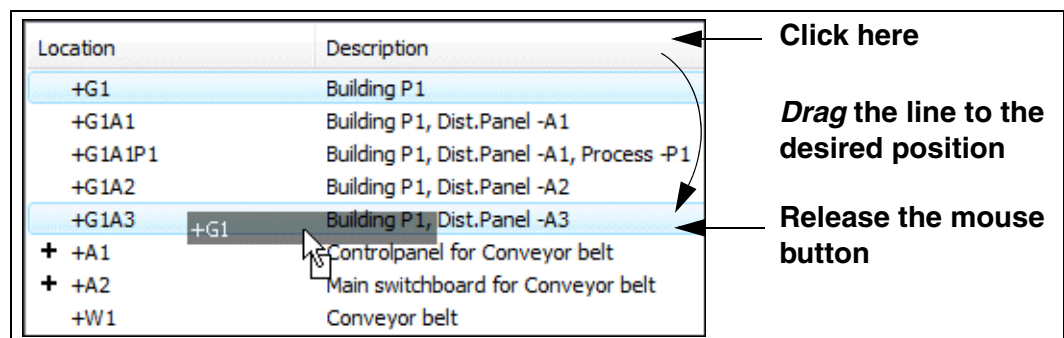 Location Description
+G1 Building P1
+G1A1 Building P1, Dist.Panel -A1
+G1A1P1 Building P1, Dist.Panel -A1, Process -P1
+G1A2 Building P1, Dist.Panel -A2
+G1A3 Building P1, Dist.Panel -A3
+G1
+ +A1 Controlpanel for Conveyor belt
+ +A2 Main switchboard for Conveyor belt
+W1 Conveyor belt
Click here
Drag the line to the
desired position
Release the mouse
button